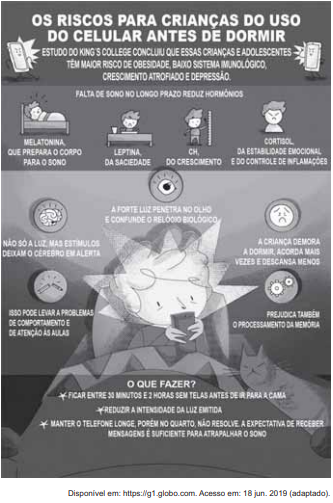 OS RISCOS PARA CRIANÇAS DO USO
DO CELULAR ANTES DE DORMIR
ESTUDO DO KING'S COLLEGE CONCLUIU QUE ESSAS CRIANÇAS E ADOLESCENTES
TÊM MAIOR RISCO DE OBESIDADE, BAIXO SISTEMA IMUNOLÓGICO,
CRESCIMENTO ATROFIADO E DEPRESSÃO.
FALTA DE SONO NO LONGO PRAZO REDUZ HORMÔNIOS
MELATONINA,
QUE PREPARA O CORPO
PARA O SONO
LEPTINA,
DA SACIEDADE
CH,
DO CRESCIMENTO
CORTISOL,
DA ESTABILIDADE EMOCIONAL
E DO CONTROLE DE INFLAMAÇÕES
A FORTE LUZ PENETRA NO OLHO
E CONFUNDE O RELÓGIO BIOLÓGICO
NÃO SÓ A LUZ, MAS ESTÍMULOS
DEIXAM O CÉREBRO EM ALERTA
A CRIANÇA DEMORA
A DORMIR, ACORDA MAIS
VEZES E DESCANSA MENOS
ISSO PODE LEVAR A PROBLEMAS
DE COMPORTAMENTO E
DE ATENÇÃO ÀS AULAS
PREJUDICA TAMBÉM
O PROCESSAMENTO DA MEMÓRIA
O QUE FAZER?
FICAR ENTRE 30 MINUTOS E 2 HORAS SEM TELAS ANTES DE IR PARA A CAMA
REDUZIR A INTENSIDADE DA LUZ EMITIDA
MANTER O TELEFONE LONGE, PORÉM NO QUARTO, NÃO RESOLVE. A EXPECTATIVA DE RECEBER
MENSAGENS É SUFICIENTE PARA ATRAPALHAR O SONO
Disponível em: https://g1.globo.com. Acesso em: 18 jun. 2019 (adaptado).